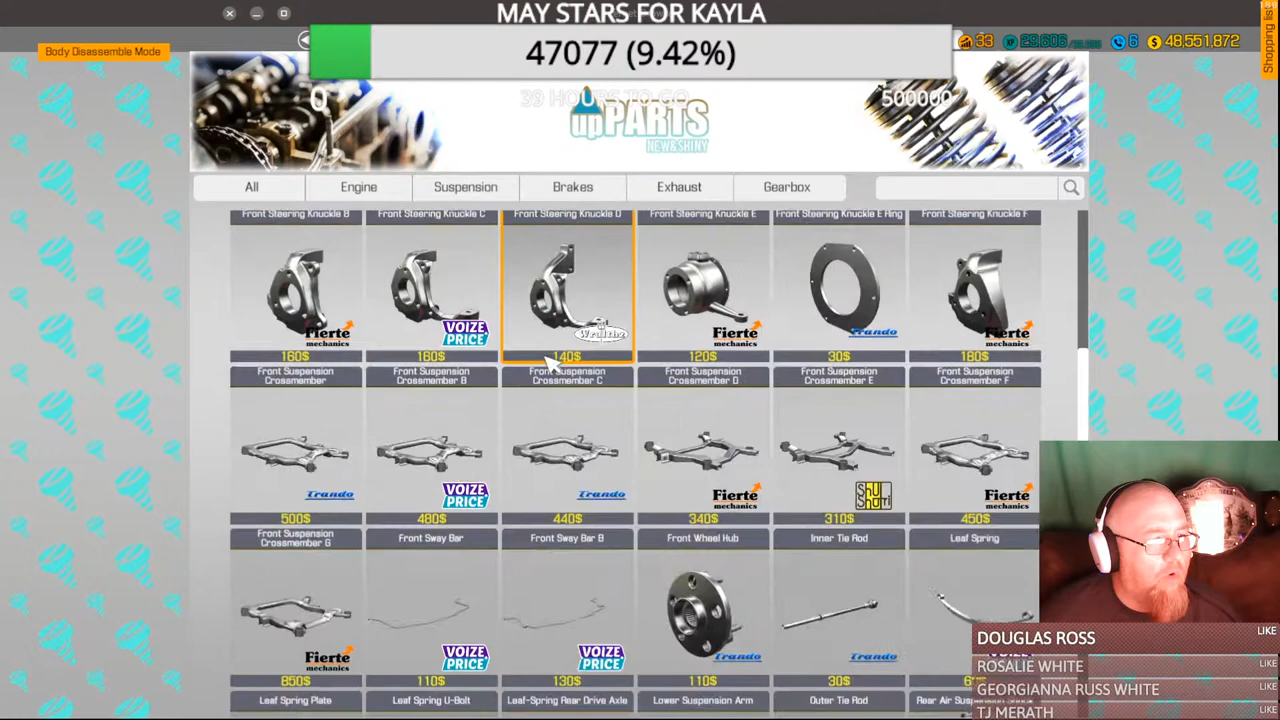 MAY STARS FOR KAYLA
Body Disassemble Mode
47077 (9.42%)
33
6
48,551,872
Shopping list
0
39 HOURS TO GO
500000
upPARTS
NEW&SHINY
All
Engine
Suspension
Brakes
Exhaust
Gearbox
Front Steering Knuckle B
Front Steering Knuckle C
Front Steering Knuckle D
Front Steering Knuckle E
Front Steering Knuckle E Ring
Front Steering Knuckle F
Fierte mechanics
VOIZE PRICE
Fierte mechanics
Trando
Fierte mechanics
160$
160$
140$
120$
30$
180$
Front Suspension Crossmember
Front Suspension Crossmember B
Front Suspension Crossmember C
Front Suspension Crossmember D
Front Suspension Crossmember E
Front Suspension Crossmember F
Trando
VOIZE PRICE
Trando
Fierte mechanics
Fierte mechanics
500$
480$
440$
340$
310$
450$
Front Suspension Crossmember G
Front Sway Bar
Front Sway Bar B
Front Wheel Hub
Inner Tie Rod
Leaf Spring
Fierte mechanics
VOIZE PRICE
VOIZE PRICE
Trando
Trando
850$
110$
130$
110$
30$
Leaf Spring Plate
Leaf Spring U-Bolt
Leaf-Spring Rear Drive Axle
Lower Suspension Arm
Outer Tie Rod
DOUGLAS ROSS
LIKE
ROSALIE WHITE
LIKE
GEORGIANNA RUSS WHITE
LIKE
TJ MERATH
LIKE